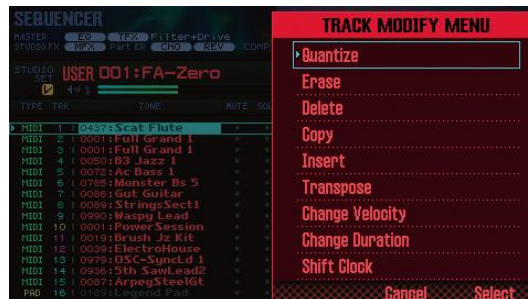 SEQUENCER
MASTER EQ TFX Filter+Drive
STUDIO FX MFX Part EQ CHO REV COMP
STUDIO SET USER 001:FA-Zero
TYPE TRK TONE MUTE SOL
MIDI 1 0437:Scat Flute
MIDI 2 0001:Full Grand 1
MIDI 3 0001:Full Grand 1
MIDI 4 0050:B3 Jazz 1
MIDI 5 0072:Ac Bass 1
MIDI 6 0765:Monster Bs 5
MIDI 7 0086:Gut Guitar
MIDI 8 0089:StringsSect1
MIDI 9 0990:Waspy Lead
MIDI 10 0001:PowerSession
MIDI 11 0019:Brush Jz Kit
MIDI 12 0039:ElectroHouse
MIDI 13 0979:OSC-SyncLd 1
MIDI 14 0936:5th SawLead2
MIDI 15 0087:ArpegSteelGt
PAD 16 0169:Legend Pad
TRACK MODIFY MENU
Quantize
Erase
Delete
Copy
Insert
Transpose
Change Velocity
Change Duration
Shift Clock
Cancel Select